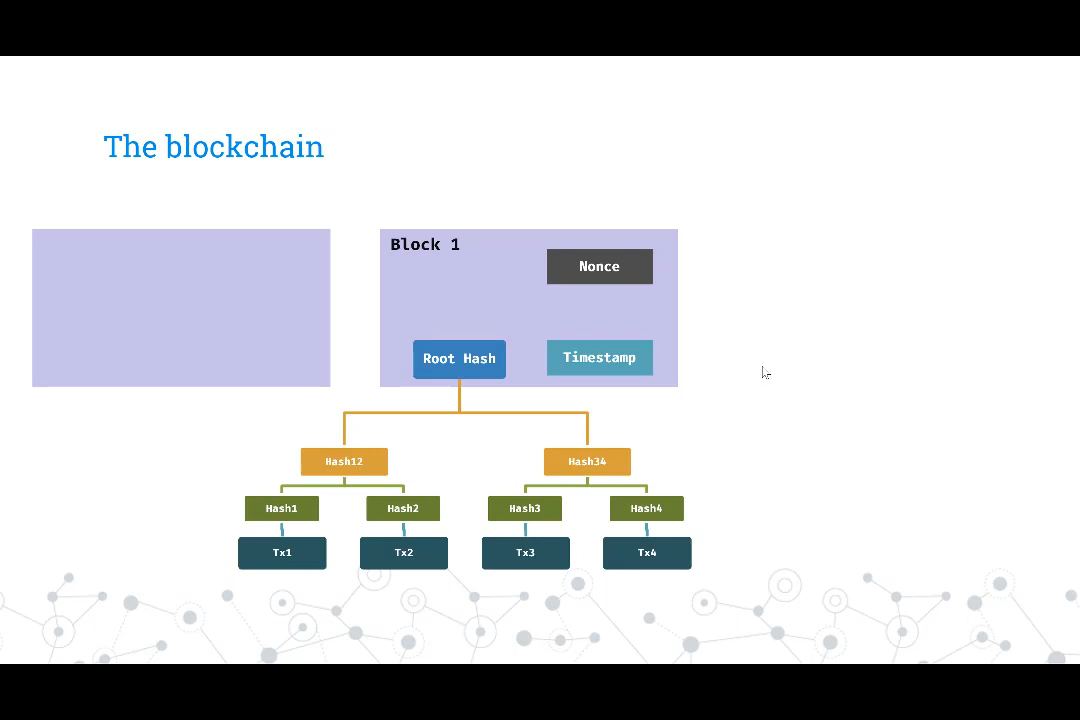 The blockchain
Block 1
Nonce
Root Hash
Timestamp
Hash12
Hash34
Hash1
Hash2
Hash3
Hash4
Tx1
Tx2
Tx3
Tx4